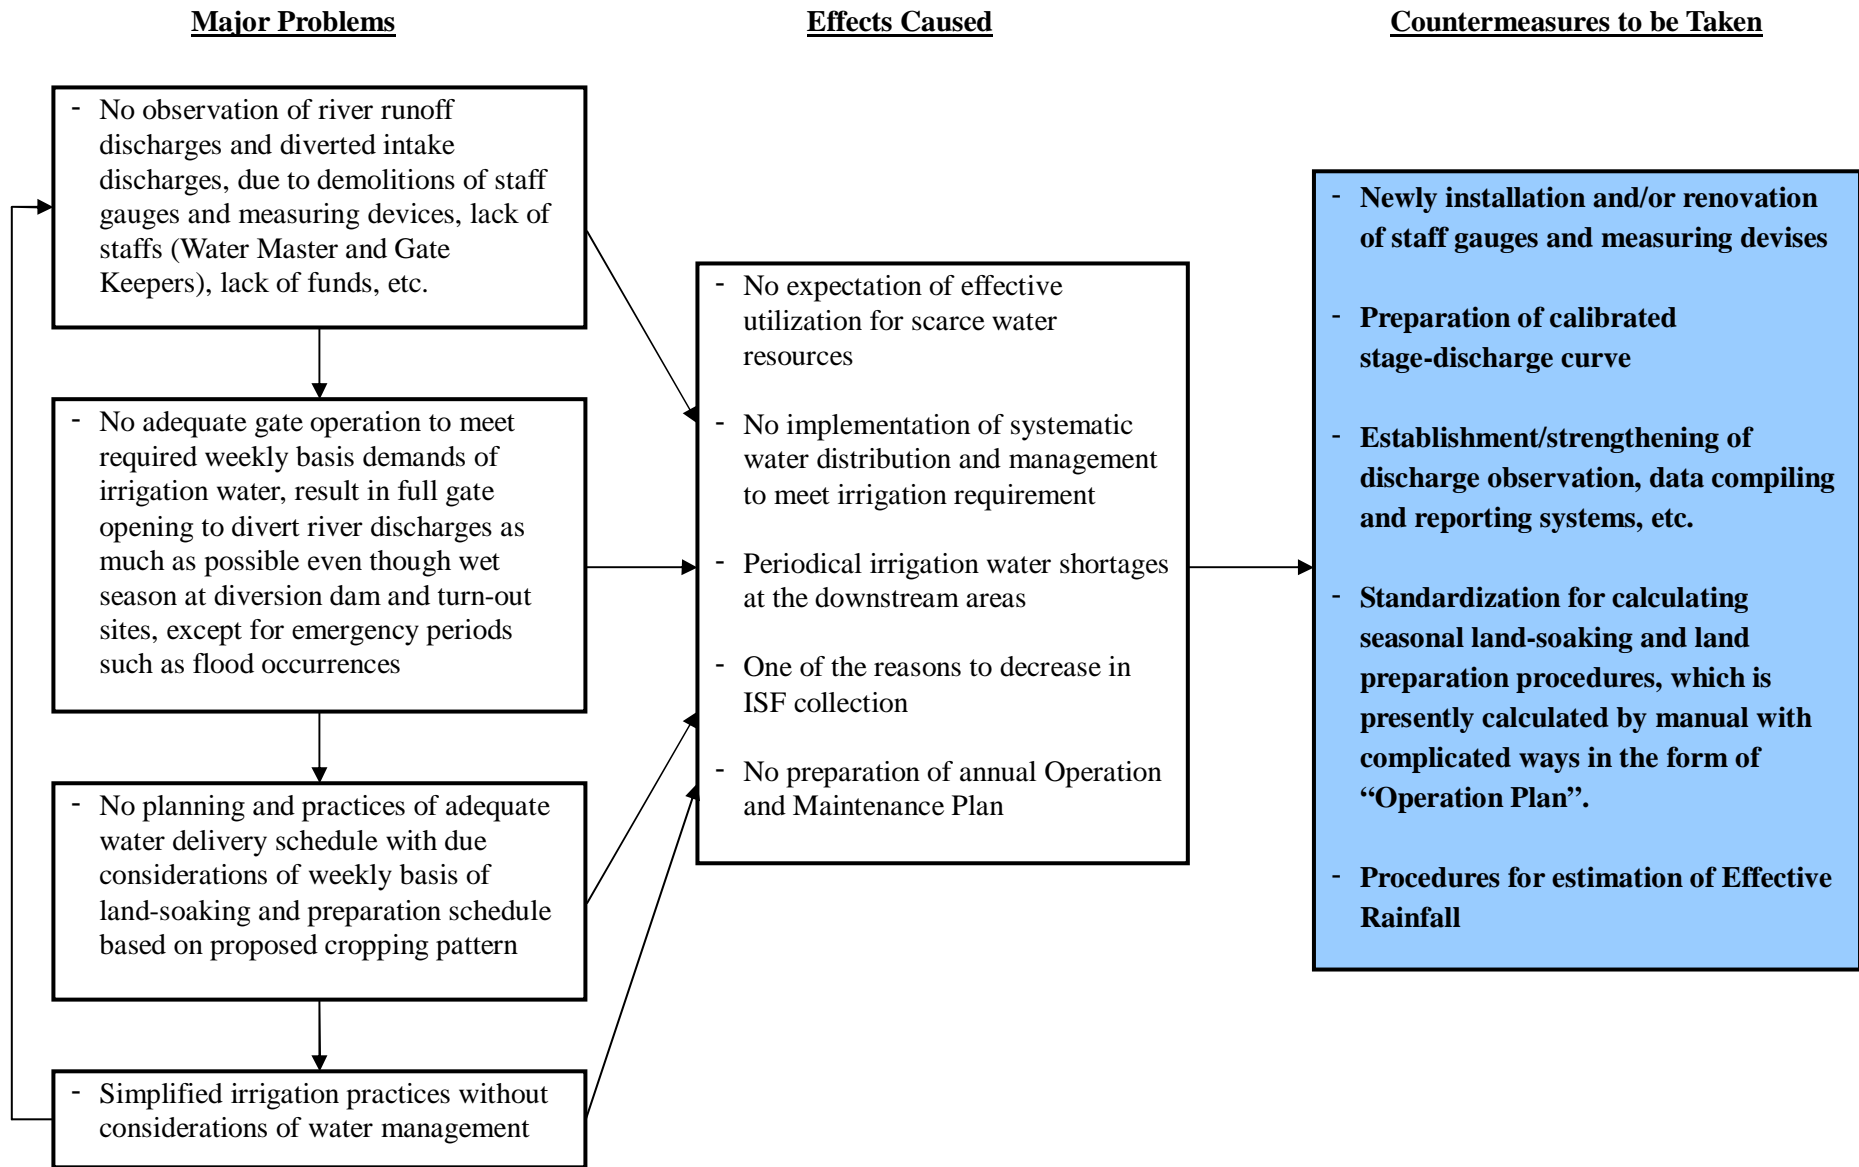 Major Problems
Effects Caused
Countermeasures to be Taken
- No observation of river runoff
discharges and diverted intake
discharges, due to demolitions of staff
gauges and measuring devices, lack of
staffs (Water Master and Gate
Keepers), lack of funds, etc.
- No adequate gate operation to meet
required weekly basis demands of
irrigation water, result in full gate
opening to divert river discharges as
much as possible even though wet
season at diversion dam and turn-out
sites, except for emergency periods
such as flood occurrences
- No planning and practices of adequate
water delivery schedule with due
considerations of weekly basis of
land-soaking and preparation schedule
based on proposed cropping pattern
- Simplified irrigation practices without
considerations of water management
- No expectation of effective
utilization for scarce water
resources
- No implementation of systematic
water distribution and management
to meet irrigation requirement
- Periodical irrigation water shortages
at the downstream areas
- One of the reasons to decrease in
ISF collection
- No preparation of annual Operation
and Maintenance Plan
- Newly installation and/or renovation
of staff gauges and measuring devises
- Preparation of calibrated
stage-discharge curve
- Establishment/strengthening of
discharge observation, data compiling
and reporting systems, etc.
- Standardization for calculating
seasonal land-soaking and land
preparation procedures, which is
presently calculated by manual with
complicated ways in the form of
“Operation Plan”.
- Procedures for estimation of Effective
Rainfall